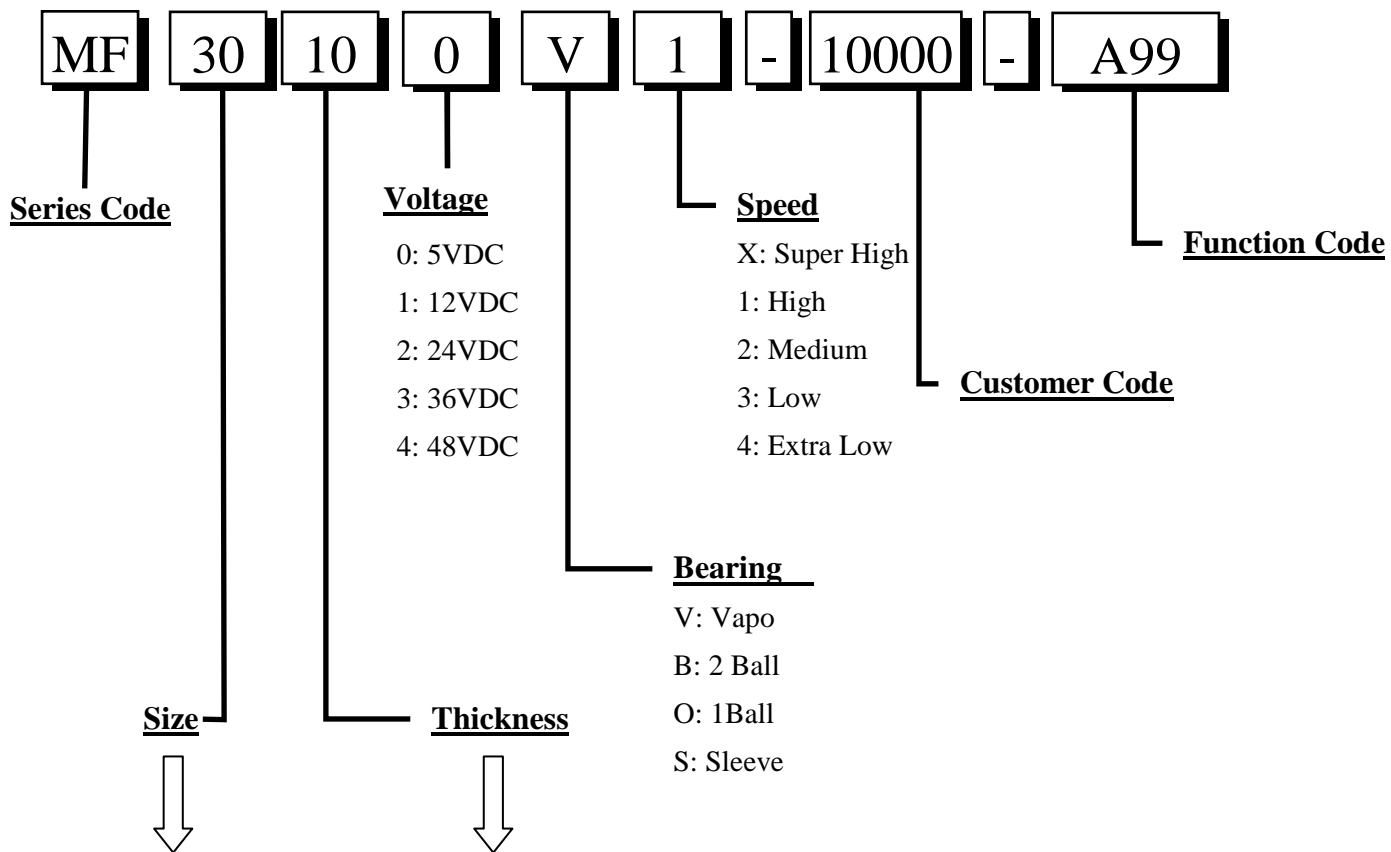 MF 30 10 0 V 1 - 10000 - A99
Series Code
Voltage
0: 5VDC
1: 12VDC
2: 24VDC
3: 36VDC
4: 48VDC
Speed
X: Super High
1: High
2: Medium
3: Low
4: Extra Low
Function Code
Customer Code
Bearing
V: Vapo
B: 2 Ball
O: 1Ball
S: Sleeve
Size
Thickness